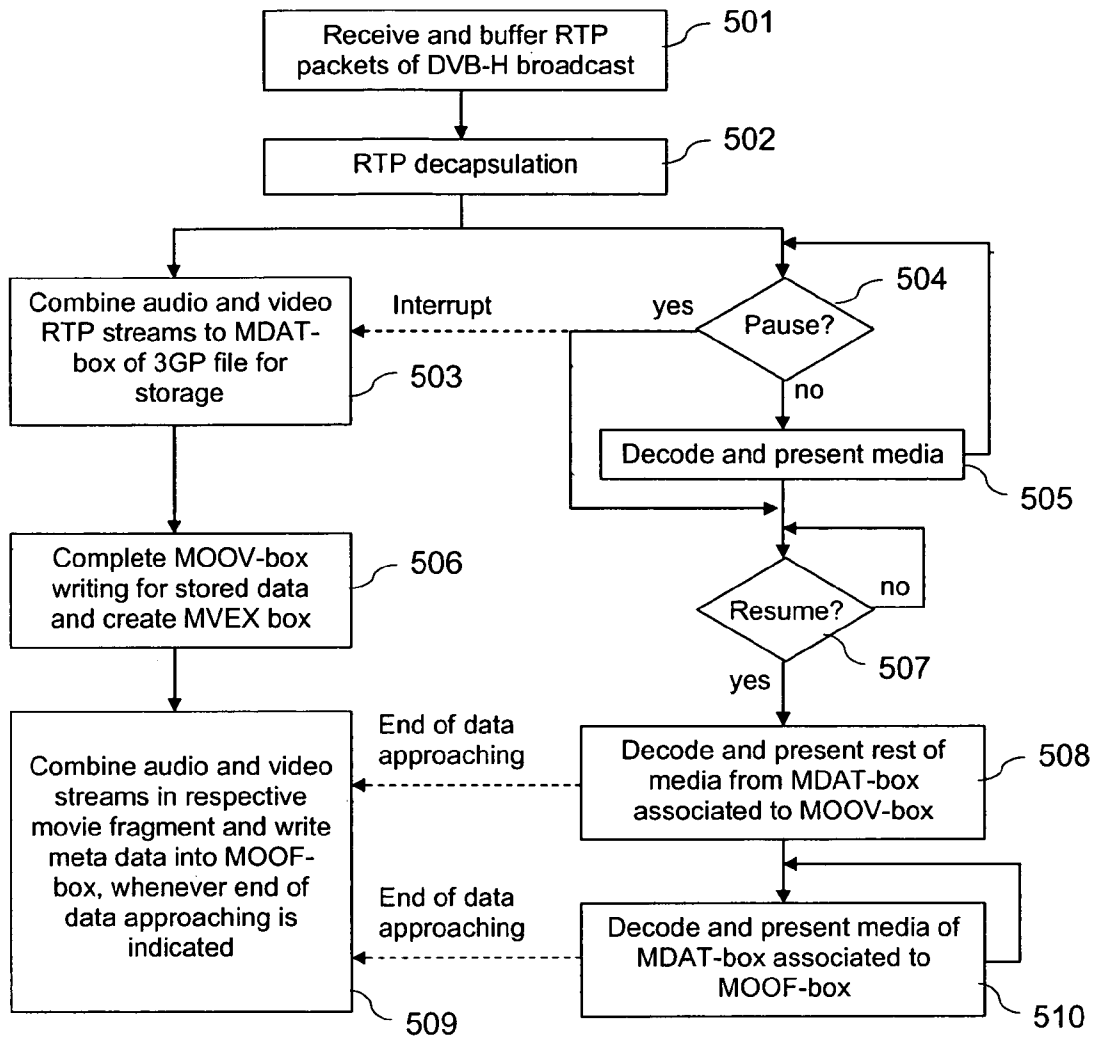 Receive and buffer RTP
packets of DVB-H broadcast
501
RTP decapsulation
502
Combine audio and video
RTP streams to MDAT-
box of 3GP file for
storage
503
Interrupt
yes
Pause?
504
no
Decode and present media
505
Complete MOOV-box
writing for stored data
and create MVEX box
506
Resume?
no
507
yes
Combine audio and video
streams in respective
movie fragment and write
meta data into MOOF-
box, whenever end of
data approaching is
indicated
509
End of data
approaching
Decode and present rest of
media from MDAT-box
associated to MOOV-box
508
End of data
approaching
Decode and present media of
MDAT-box associated to
MOOF-box
510